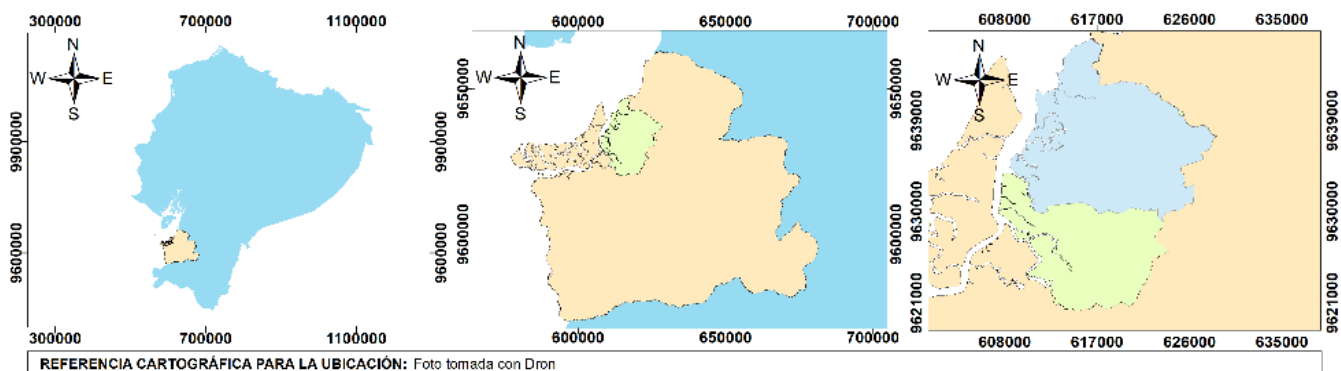 300000 700000 1100000
N
W E
S
9900000 9900000
9600000 9600000
300000 700000 1100000
600000 650000 700000
N
W E
S
9650000 9650000
9600000 9600000
600000 650000 700000
608000 617000 626000 635000
N
W E
S
9639000 9639000
9630000 9630000
9621000 9621000
608000 617000 626000 635000
REFERENCIA CARTOGRÁFICA PARA LA UBICACIÓN: Foto tomada con Dron